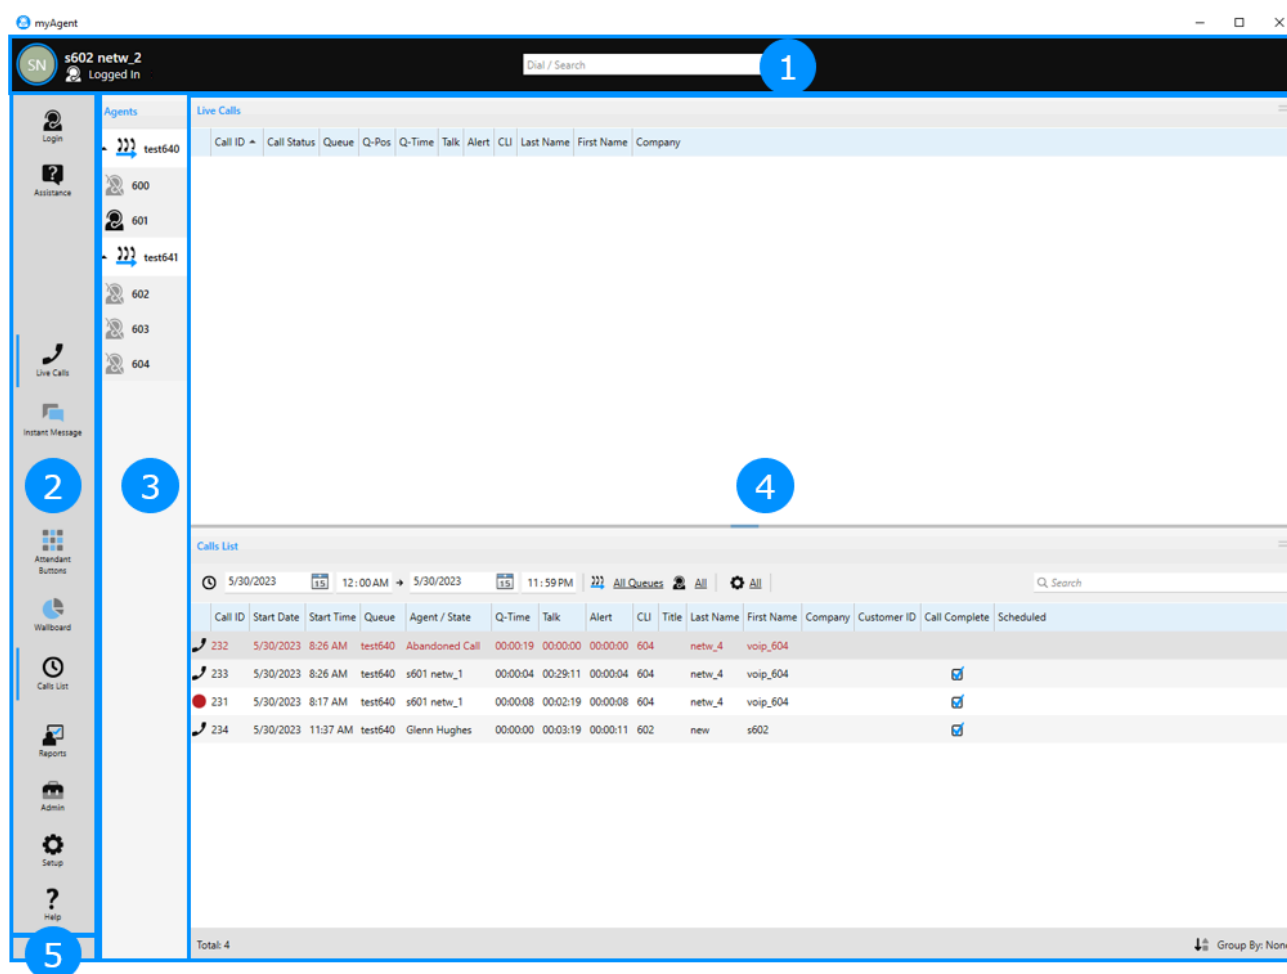 myAgent
SN
s602 netw_2
Logged In
Dial / Search
1
Login
Assistance
Live Calls
Instant Message
2
Attendant
Buttons
Wallboard
Calls List
Reports
Admin
Setup
Help
5
Agents
test640
600
601
test641
602
603
604
3
Live Calls
Call ID Call Status Queue Q-Pos Q-Time Talk Alert CLI Last Name First Name Company
4
Calls List
5/30/2023 15 12:00 AM 5/30/2023 15 11:59 PM All Queues All All Search
Call ID Start Date Start Time Queue Agent / State Q-Time Talk Alert CLI Title Last Name First Name Company Customer ID Call Complete Scheduled
232 5/30/2023 8:26 AM test640 Abandoned Call 00:00:19 00:00:00 00:00:00 604 netw_4 voip_604
233 5/30/2023 8:26 AM test640 s601 netw_1 00:00:04 00:29:11 00:00:04 604 netw_4 voip_604
231 5/30/2023 8:17 AM test640 s601 netw_1 00:00:08 00:02:19 00:00:08 604 netw_4 voip_604
234 5/30/2023 11:37 AM test640 Glenn Hughes 00:00:00 00:03:19 00:00:11 602 new s602
Total: 4 Group By: None